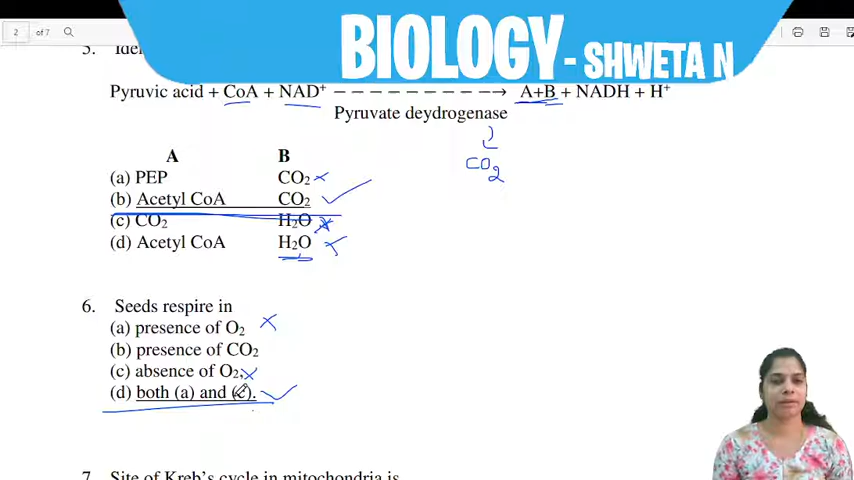 2 of 7
BIOLOGY - SHWETA N
5. Iden
Pyruvic acid + CoA + NAD⁺ − − − − − − − − − → A+B + NADH + H⁺
Pyruvate deydrogenase
CO₂
A B
(a) PEP CO₂
(b) Acetyl CoA CO₂
(c) CO₂ H₂O
(d) Acetyl CoA H₂O
6. Seeds respire in
(a) presence of O₂
(b) presence of CO₂
(c) absence of O₂,
(d) both (a) and (c).
7. Site of Kreb's cycle in mitochondria is